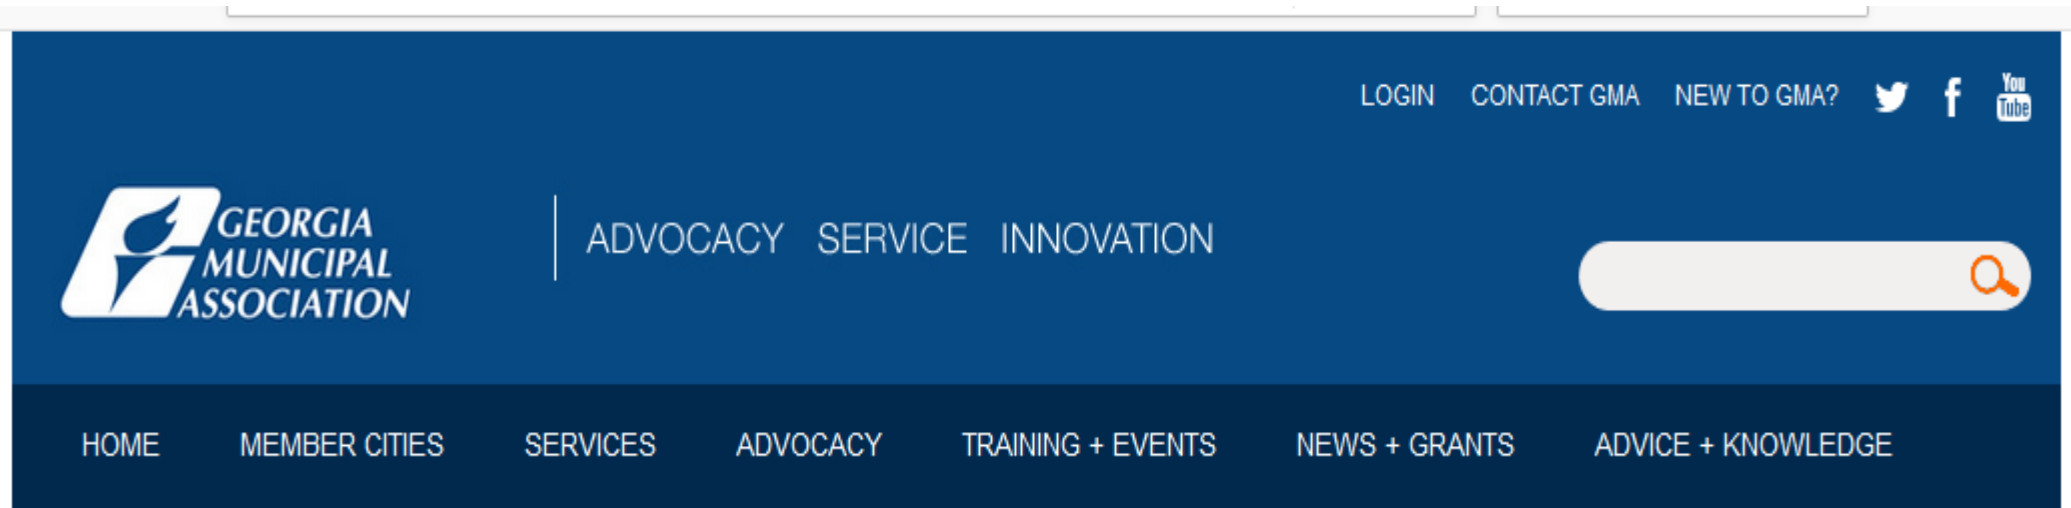 LOGIN CONTACT GMA NEW TO GMA? You Tube
GEORGIA
MUNICIPAL
ASSOCIATION
ADVOCACY SERVICE INNOVATION
HOME MEMBER CITIES SERVICES ADVOCACY TRAINING + EVENTS NEWS + GRANTS ADVICE + KNOWLEDGE